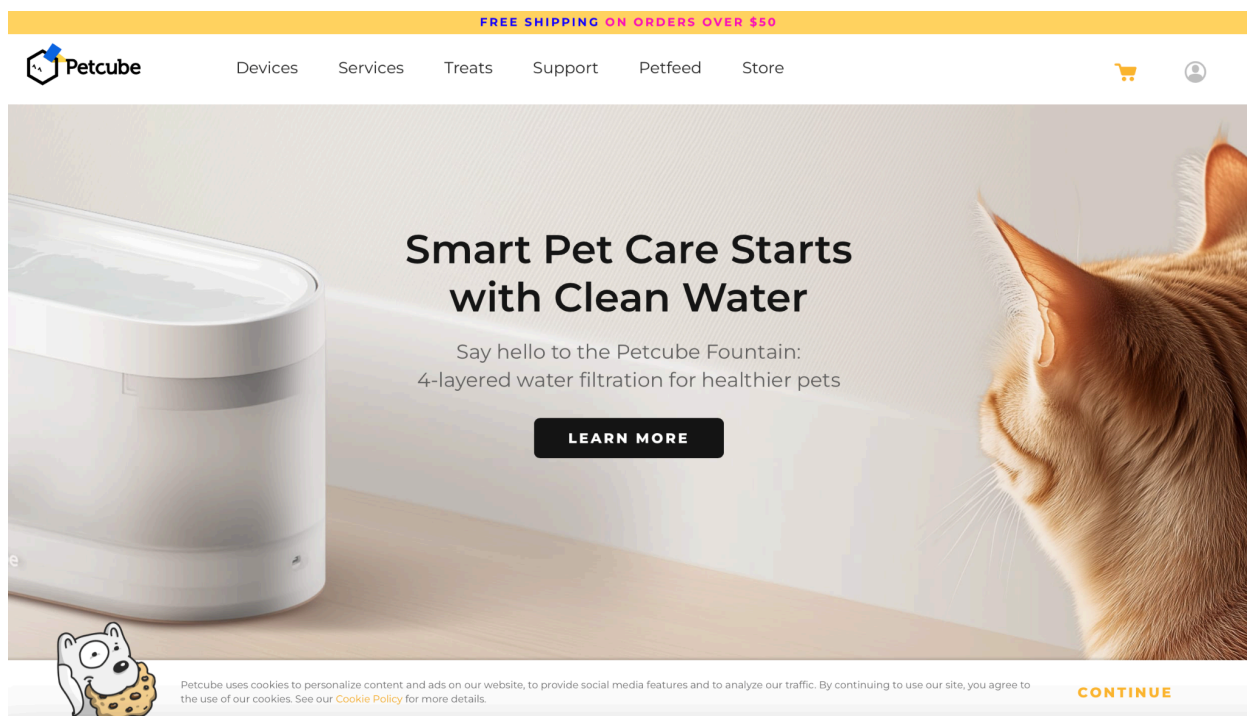 FREE SHIPPING ON ORDERS OVER $50
Petcube
Devices Services Treats Support Petfeed Store
Smart Pet Care Starts
with Clean Water
Say hello to the Petcube Fountain:
4-layered water filtration for healthier pets
LEARN MORE
e
Petcube uses cookies to personalize content and ads on our website, to provide social media features and to analyze our traffic. By continuing to use our site, you agree to
the use of our cookies. See our Cookie Policy for more details.
CONTINUE